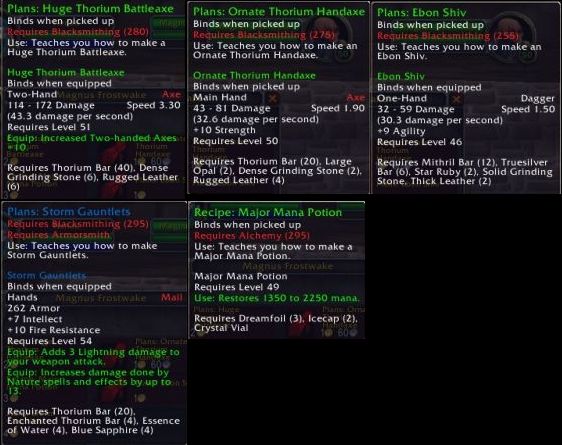 Plans: Huge Thorium Battleaxe
Binds when picked up
Requires Blacksmithing (280)
Use: Teaches you how to make a
Huge Thorium Battleaxe.
Huge Thorium Battleaxe
Binds when equipped
Two-Hand Axe
114 - 172 Damage Speed 3.30
(43.3 damage per second)
Requires Level 51
Equip: Increased Two-handed Axes
+10.
Requires Thorium Bar (40), Dense
Grinding Stone (6), Rugged Leather
(6)
Plans: Ornate Thorium Handaxe
Binds when picked up
Requires Blacksmithing (275)
Use: Teaches you how to make an
Ornate Thorium Handaxe.
Ornate Thorium Handaxe
Binds when picked up
Main Hand Axe
43 - 81 Damage Speed 1.90
(32.6 damage per second)
+10 Strength
Requires Level 50
Requires Thorium Bar (20), Large
Opal (2), Dense Grinding Stone (2),
Rugged Leather (4)
Plans: Ebon Shiv
Binds when picked up
Requires Blacksmithing (255)
Use: Teaches you how to make an
Ebon Shiv.
Ebon Shiv
Binds when equipped
One-Hand Dagger
32 - 59 Damage Speed 1.50
(30.3 damage per second)
+9 Agility
Requires Level 46
Requires Mithril Bar (12), Truesilver
Bar (6), Star Ruby (2), Solid Grinding
Stone, Thick Leather (2)
Plans: Storm Gauntlets
Requires Blacksmithing (295)
Requires Armorsmith
Use: Teaches you how to make
Storm Gauntlets.
Storm Gauntlets
Binds when equipped
Hands Mail
262 Armor
+7 Intellect
+10 Fire Resistance
Requires Level 54
Equip: Adds 3 Lightning damage to
your weapon attack.
Equip: Increases damage done by
Nature spells and effects by up to
13.
Requires Thorium Bar (20),
Enchanted Thorium Bar (4), Essence
of Water (4), Blue Sapphire (4)
Recipe: Major Mana Potion
Binds when picked up
Requires Alchemy (295)
Use: Teaches you how to make a
Major Mana Potion.
Major Mana Potion
Requires Level 49
Use: Restores 1350 to 2250 mana.
Requires Dreamfoil (3), Icecap (2),
Crystal Vial